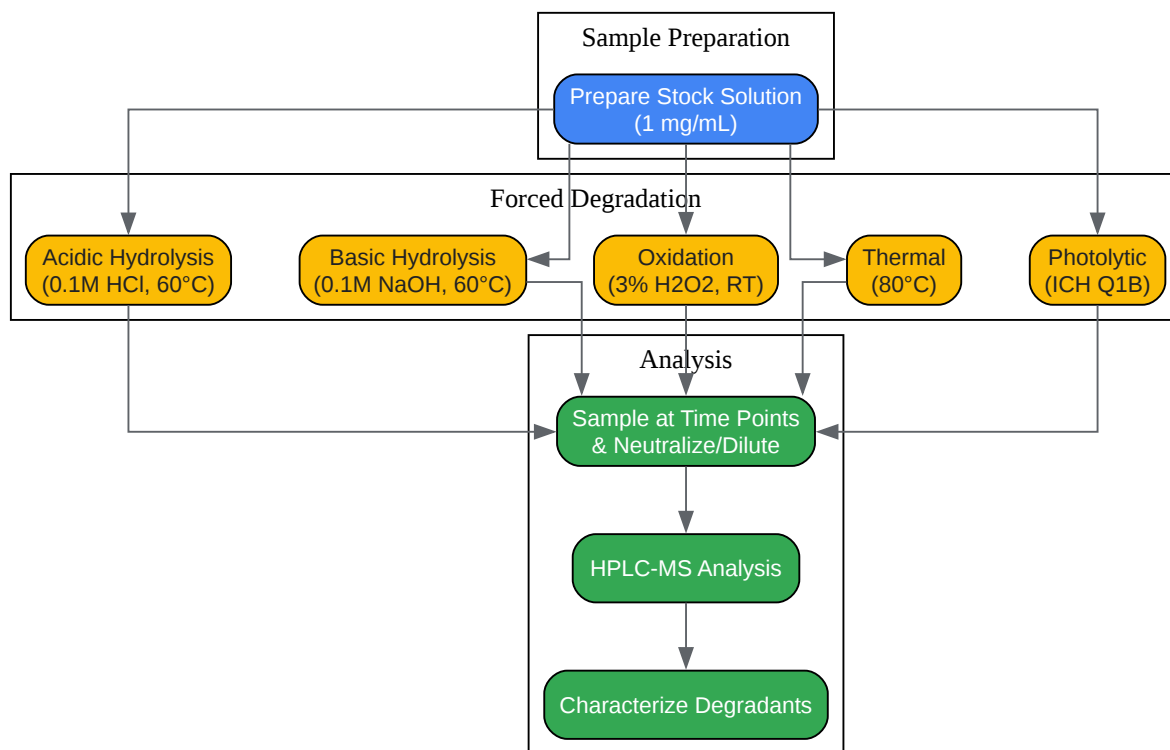 Sample Preparation
Prepare Stock Solution
(1 mg/mL)
Forced Degradation
Acidic Hydrolysis
(0.1M HCl, 60°C)
Basic Hydrolysis
(0.1M NaOH, 60°C)
Oxidation
(3% H2O2, RT)
Thermal
(80°C)
Photolytic
(ICH Q1B)
Analysis
Sample at Time Points
& Neutralize/Dilute
HPLC-MS Analysis
Characterize Degradants